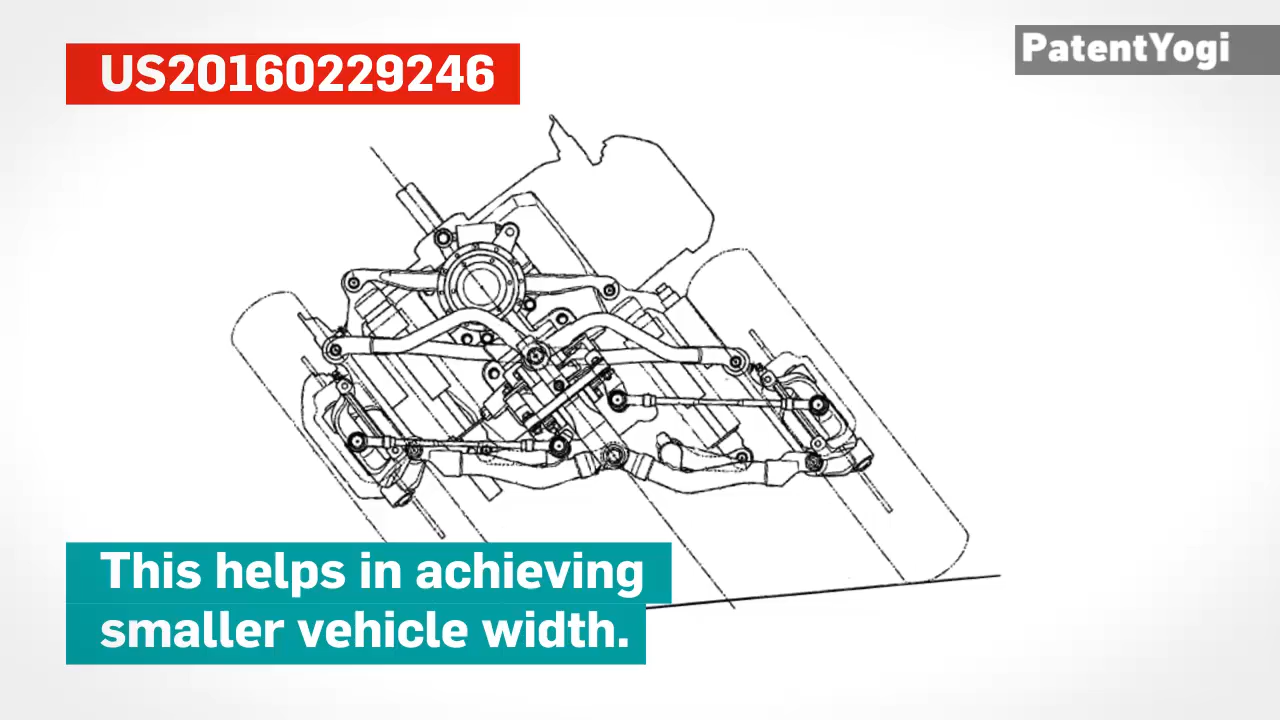 US20160229246
PatentYogi
This helps in achieving
smaller vehicle width.